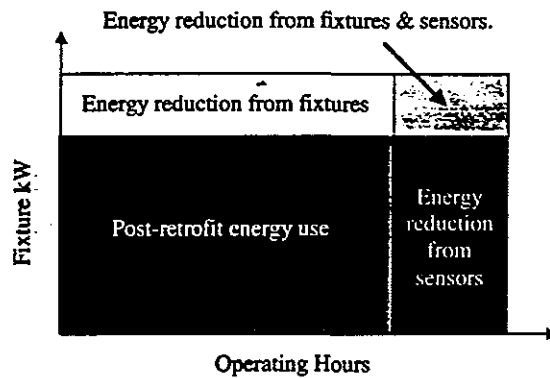 Energy reduction from fixtures & sensors.
Energy reduction from fixtures
Fixture kW
Post-retrofit energy use
Energy
reduction
from
sensors
Operating Hours